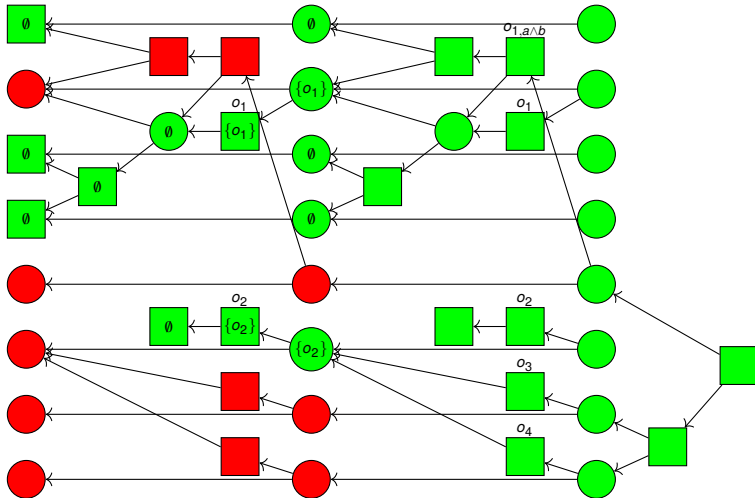 ∅ ∅ o1,a∧b
{o1} o1 o1
∅ {o1}
∅ ∅
∅
∅ ∅
o2 o2
∅ {o2}
{o2} o3
o4